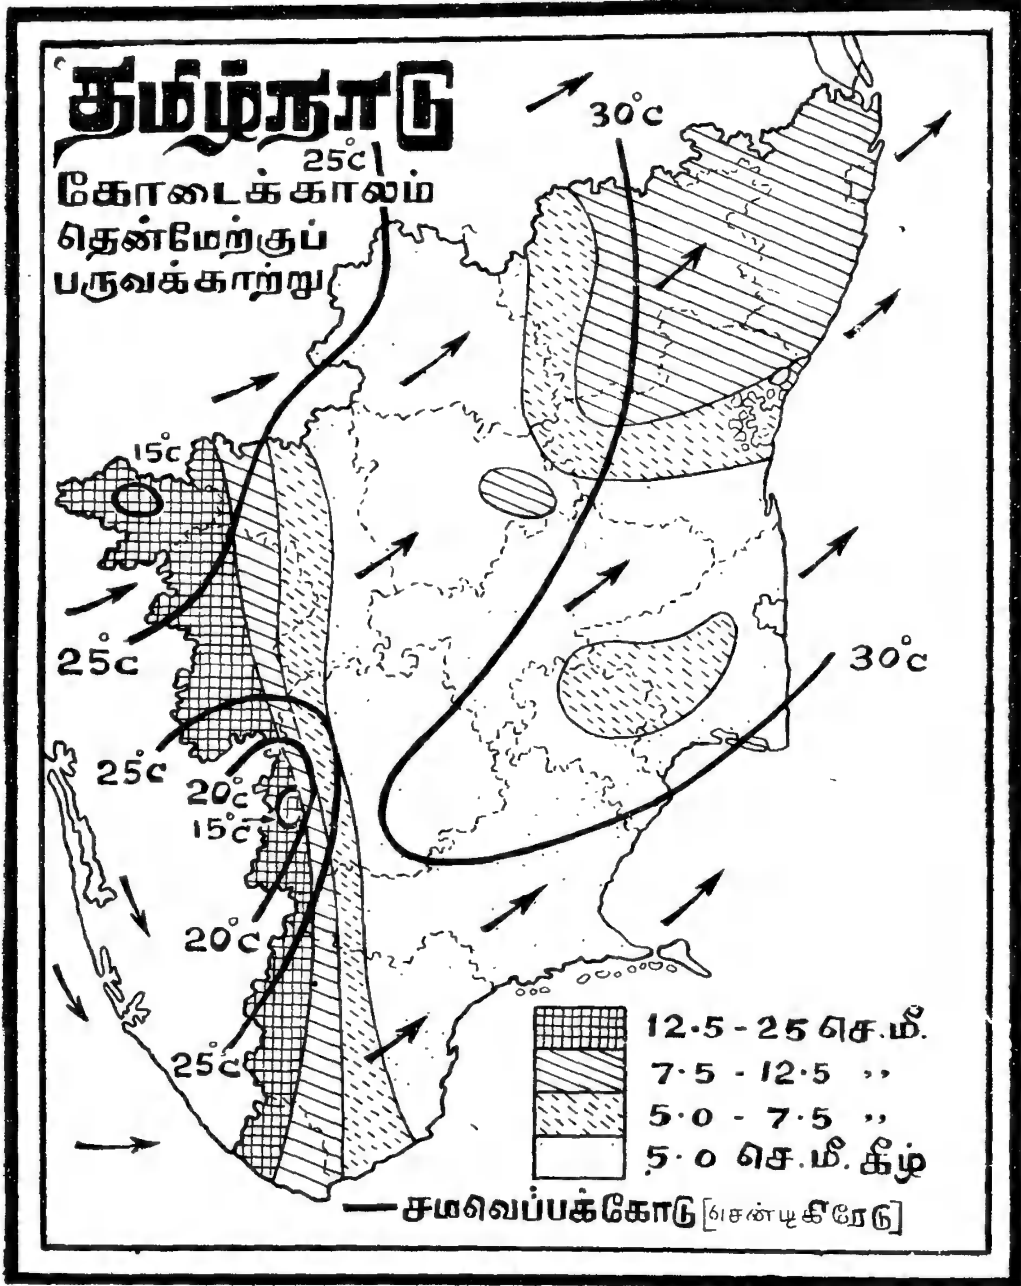 தமிழ்நாடு
25°c
கோடைக்காலம்
தென்மேற்குப்
பருவக்காற்று
30°c
15°c
25°c
30°c
25°c
20°c
15°c
20°c
25°c
12·5 - 25 செ.மீ.
7·5 - 12·5 ,,
5·0 - 7·5 ,,
5·0 செ.மீ. கீழ்
சமவெப்பக்கோடு [சென்டிகிரேடு]